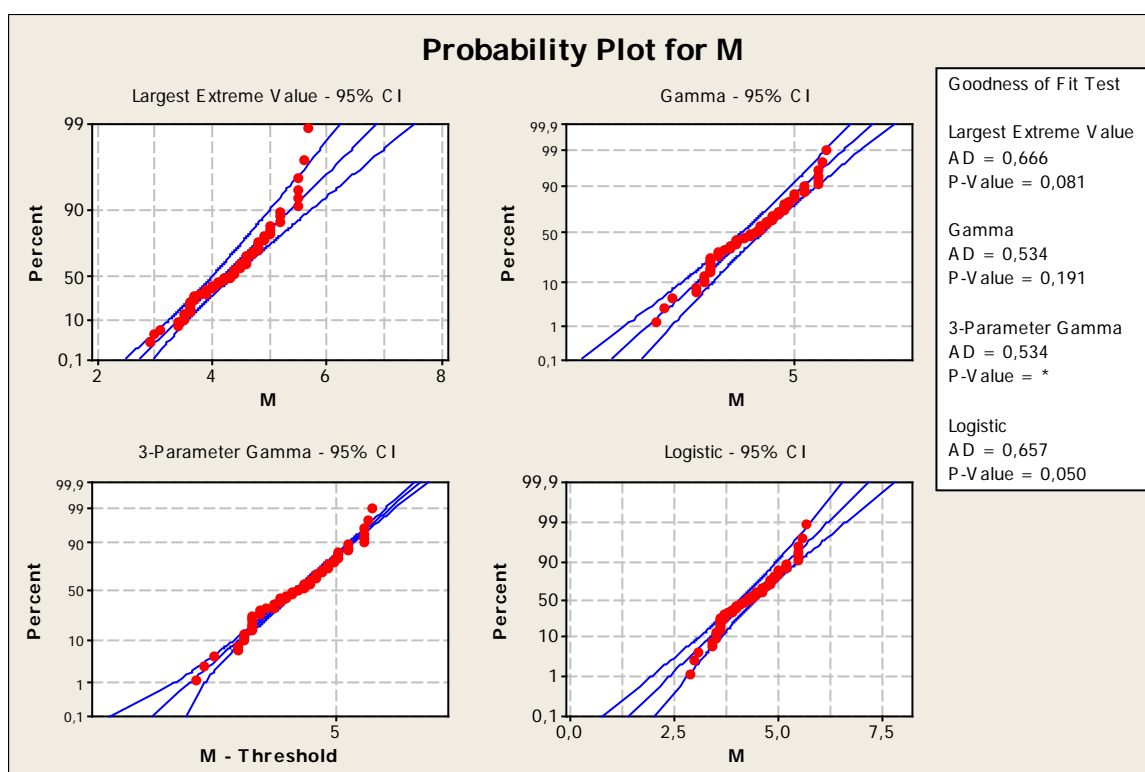 Probability Plot for M
Largest Extreme Value - 95% CI
Percent
99
90
50
10
0,1
2
4
6
8
M
Gamma - 95% CI
Percent
99,9
99
90
50
10
1
0,1
5
M
3-Parameter Gamma - 95% CI
Percent
99,9
99
90
50
10
1
0,1
5
M - Threshold
Logistic - 95% CI
Percent
99,9
99
90
50
10
1
0,1
0,0
2,5
5,0
7,5
M
Goodness of Fit Test
Largest Extreme Value
AD = 0,666
P-Value = 0,081
Gamma
AD = 0,534
P-Value = 0,191
3-Parameter Gamma
AD = 0,534
P-Value = *
Logistic
AD = 0,657
P-Value = 0,050